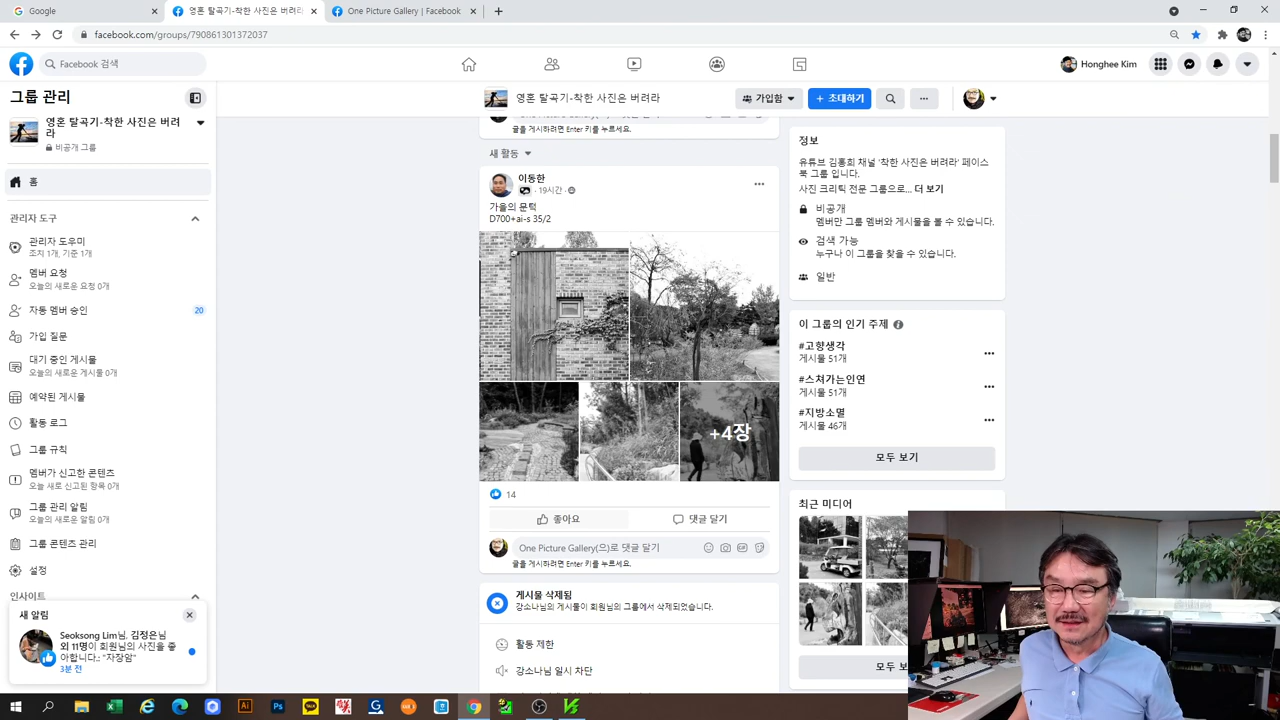 Google
영혼 탈곡기-착한 사진은 버려라
One Picture Gallery | Facebook
facebook.com/groups/790861301372037
Facebook 검색
Honghee Kim
그룹 관리
영혼 탈곡기-착한 사진은 버려
라
비공개 그룹
홈
관리자 도구
관리자 도우미
조치 1개, 기준 1개
멤버 요청
오늘의 새로운 요청 0개
자동 멤버 승인
20
가입 질문
대기 중인 게시물
오늘의 새로운 게시물 0개
예약된 게시물
활동 로그
그룹 규칙
멤버가 신고한 콘텐츠
오늘 새로 신고된 항목 0개
그룹 관리 알림
오늘의 새로운 알림 0개
그룹 콘텐츠 관리
설정
인사이트
새 알림
Seoksong Lim님, 김정은님
외 11명이 회원님의 사진을 좋
아합니다.: "자장암"
3분 전
영혼 탈곡기-착한 사진은 버려라
가입함
+ 초대하기
글을 게시하려면 Enter 키를 누르세요.
새 활동
이동한
19시간
가을의 문턱
D700+ai-s 35/2
+4장
14
좋아요
댓글 달기
One Picture Gallery(으)로 댓글 달기
글을 게시하려면 Enter 키를 누르세요.
게시물 삭제됨
강소나님의 게시물이 회원님의 그룹에서 삭제되었습니다.
활동 제한
강소나님 일시 차단
정보
유튜브 김홍희 채널 '착한 사진은 버려라' 페이스
북 그룹 입니다.
사진 크리틱 전문 그룹으로... 더 보기
비공개
멤버만 그룹 멤버와 게시물을 볼 수 있습니다.
검색 가능
누구나 이 그룹을 찾을 수 있습니다.
일반
이 그룹의 인기 주제
#고향생각
게시물 51개
#스쳐가는인연
게시물 51개
#지방소멸
게시물 46개
모두 보기
최근 미디어
모두 보